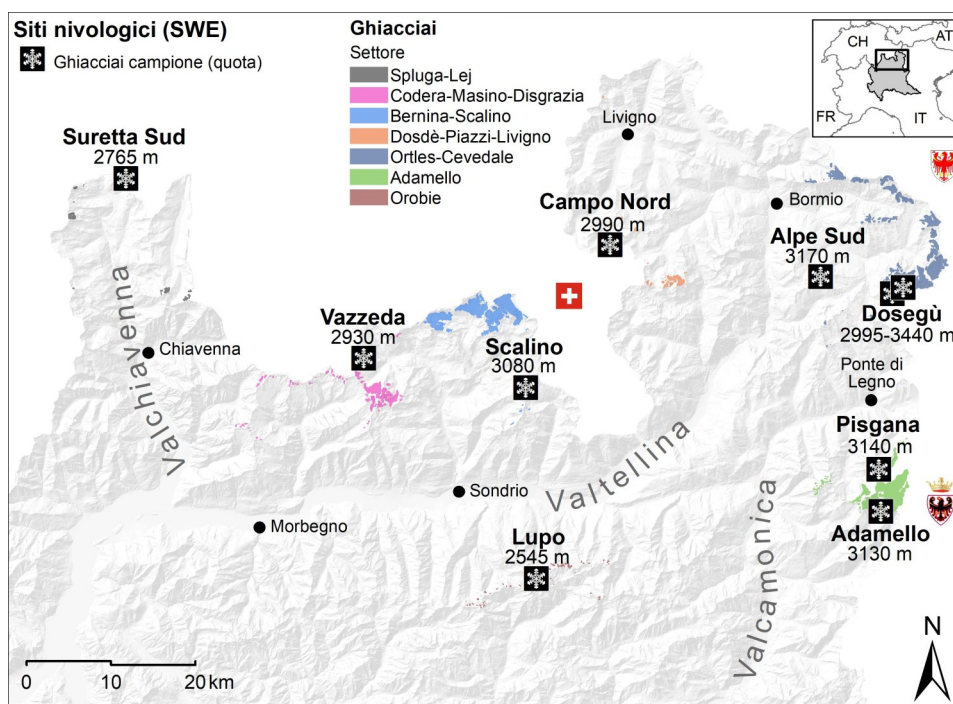 Siti nivologici (SWE)
Ghiacciai campione (quota)
Ghiacciai
Settore
Spluga-Lej
Codera-Masino-Disgrazia
Bernina-Scalino
Dosdè-Piazzi-Livigno
Ortles-Cevedale
Adamello
Orobie
CH
AT
FR
IT
Suretta Sud
2765 m
Livigno
Campo Nord
2990 m
Bormio
Alpe Sud
3170 m
Dosegù
2995-3440 m
Vazzeda
2930 m
Scalino
3080 m
Chiavenna
Valchiavenna
Ponte di
Legno
Pisgana
3140 m
Adamello
3130 m
Valtellina
Sondrio
Morbegno
Lupo
2545 m
Valcamonica
0 10 20 km
N